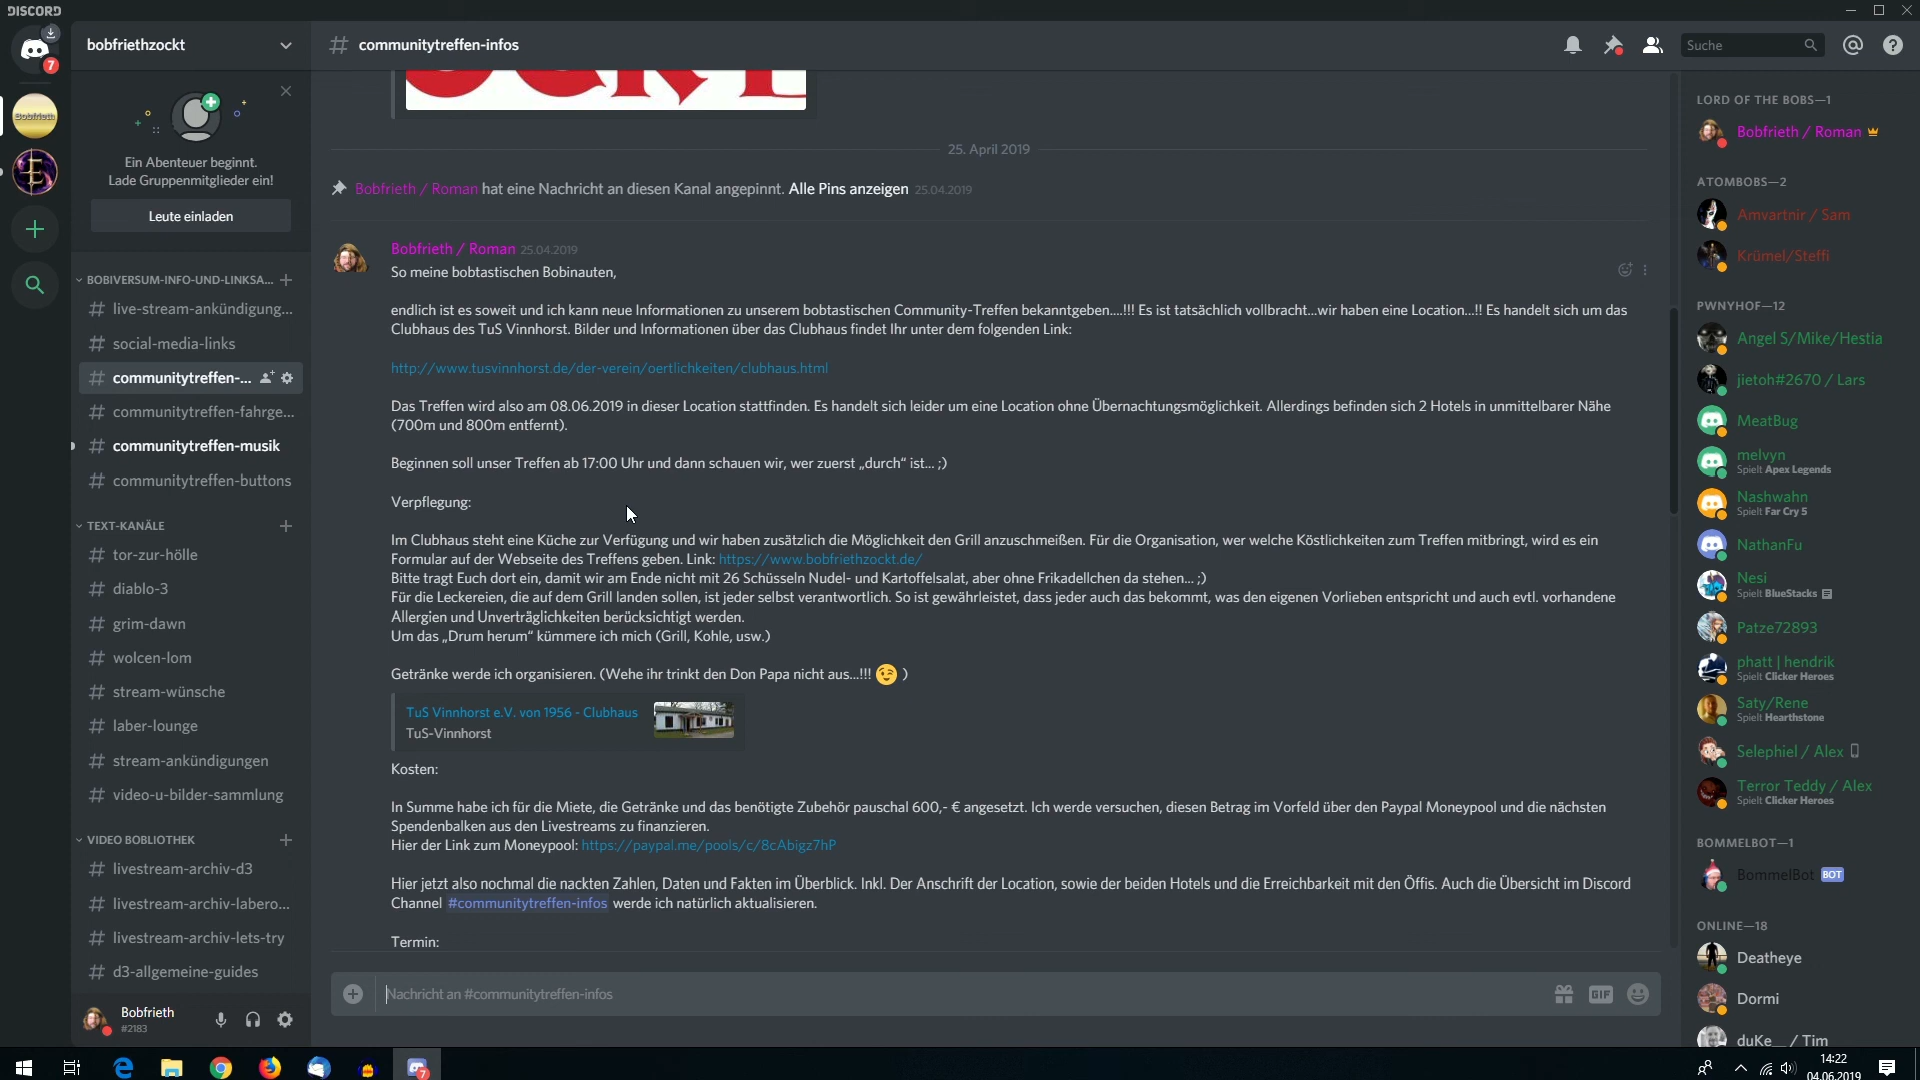 DISCORD
7
bobfriethzockt
communitytreffen-infos
Suche
Ein Abenteuer beginnt.
Lade Gruppenmitglieder ein!
Leute einladen
Bobfrieth
BOBIVERSUM-INFO-UND-LINKSA...
live-stream-ankündigung...
social-media-links
communitytreffen-...
communitytreffen-fahrge...
communitytreffen-musik
communitytreffen-buttons
TEXT-KANÄLE
tor-zur-hölle
diablo-3
grim-dawn
wolcen-lom
stream-wünsche
laber-lounge
stream-ankündigungen
video-u-bilder-sammlung
VIDEO BOBLIOTHEK
livestream-archiv-d3
livestream-archiv-labero...
livestream-archiv-lets-try
d3-allgemeine-guides
Bobfrieth
#2183
25. April 2019
Bobfrieth / Roman hat eine Nachricht an diesen Kanal angepinnt. Alle Pins anzeigen 25.04.2019
Bobfrieth / Roman 25.04.2019
So meine bobtastischen Bobinauten,
endlich ist es soweit und ich kann neue Informationen zu unserem bobtastischen Community-Treffen bekanntgeben....!!! Es ist tatsächlich vollbracht...wir haben eine Location...!! Es handelt sich um das
Clubhaus des TuS Vinnhorst. Bilder und Informationen über das Clubhaus findet Ihr unter dem folgenden Link:
http://www.tusvinnhorst.de/der-verein/oertlichkeiten/clubhaus.html
Das Treffen wird also am 08.06.2019 in dieser Location stattfinden. Es handelt sich leider um eine Location ohne Übernachtungsmöglichkeit. Allerdings befinden sich 2 Hotels in unmittelbarer Nähe
(700m und 800m entfernt).
Beginnen soll unser Treffen ab 17:00 Uhr und dann schauen wir, wer zuerst „durch“ ist... ;)
Verpflegung:
Im Clubhaus steht eine Küche zur Verfügung und wir haben zusätzlich die Möglichkeit den Grill anzuschmeißen. Für die Organisation, wer welche Köstlichkeiten zum Treffen mitbringt, wird es ein
Formular auf der Webseite des Treffens geben. Link: https://www.bobfriethzockt.de/
Bitte tragt Euch dort ein, damit wir am Ende nicht mit 26 Schüsseln Nudel- und Kartoffelsalat, aber ohne Frikadellchen da stehen... ;)
Für die Leckereien, die auf dem Grill landen sollen, ist jeder selbst verantwortlich. So ist gewährleistet, dass jeder auch das bekommt, was den eigenen Vorlieben entspricht und auch evtl. vorhandene
Allergien und Unverträglichkeiten berücksichtigt werden.
Um das „Drum herum“ kümmere ich mich (Grill, Kohle, usw.)
Getränke werde ich organisieren. (Wehe ihr trinkt den Don Papa nicht aus...!!! 😉 )
TuS Vinnhorst e.V. von 1956 - Clubhaus
TuS-Vinnhorst
Kosten:
In Summe habe ich für die Miete, die Getränke und das benötigte Zubehör pauschal 600,- € angesetzt. Ich werde versuchen, diesen Betrag im Vorfeld über den Paypal Moneypool und die nächsten
Spendenbalken aus den Livestreams zu finanzieren.
Hier der Link zum Moneypool: https://paypal.me/pools/c/8cAbigz7hP
Hier jetzt also nochmal die nackten Zahlen, Daten und Fakten im Überblick. Inkl. Der Anschrift der Location, sowie der beiden Hotels und die Erreichbarkeit mit den Öffis. Auch die Übersicht im Discord
Channel #communitytreffen-infos werde ich natürlich aktualisieren.
Termin:
Nachricht an #communitytreffen-infos
GIF
LORD OF THE BOBS—1
Bobfrieth / Roman
ATOMBOBS—2
Amvartnir / Sam
Krümel/Steffi
PWNYHOF—12
Angel S/Mike/Hestia
jietoh#2670 / Lars
MeatBug
melvyn
Spielt Apex Legends
Nashwahn
Spielt Far Cry 5
NathanFu
Nesi
Spielt BlueStacks
Patze72893
phatt | hendrik
Spielt Clicker Heroes
Saty/Rene
Spielt Hearthstone
Selephiel / Alex
Terror Teddy / Alex
Spielt Clicker Heroes
BOMMELBOT—1
BommelBot BOT
ONLINE—18
Deatheye
Dormi
duKe__ / Tim
7
14:22
04.06.2019